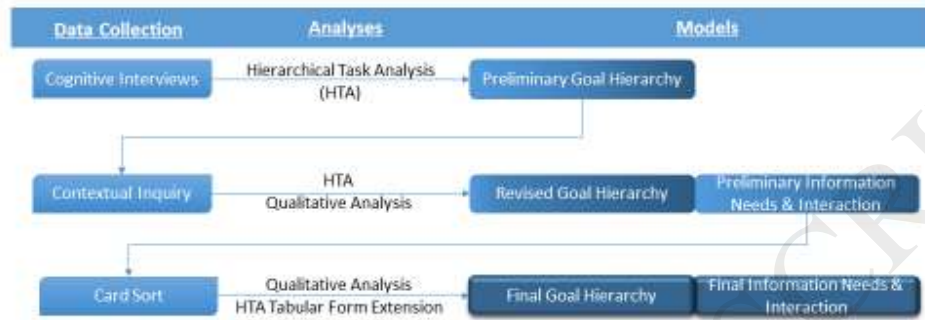 Data Collection Analyses Models
Cognitive Interviews Hierarchical Task Analysis (HTA) Preliminary Goal Hierarchy
Contextual Inquiry HTA Qualitative Analysis Revised Goal Hierarchy Preliminary Information Needs & Interaction
Card Sort Qualitative Analysis HTA Tabular Form Extension Final Goal Hierarchy Final Information Needs & Interaction